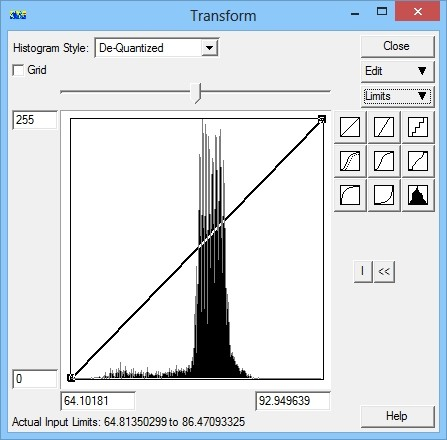 Transform
Histogram Style: De-Quantized
Close
Grid
Edit
Limits
255
0
I
<<
64.10181
92.949639
Actual Input Limits: 64.81350299 to 86.47093325
Help